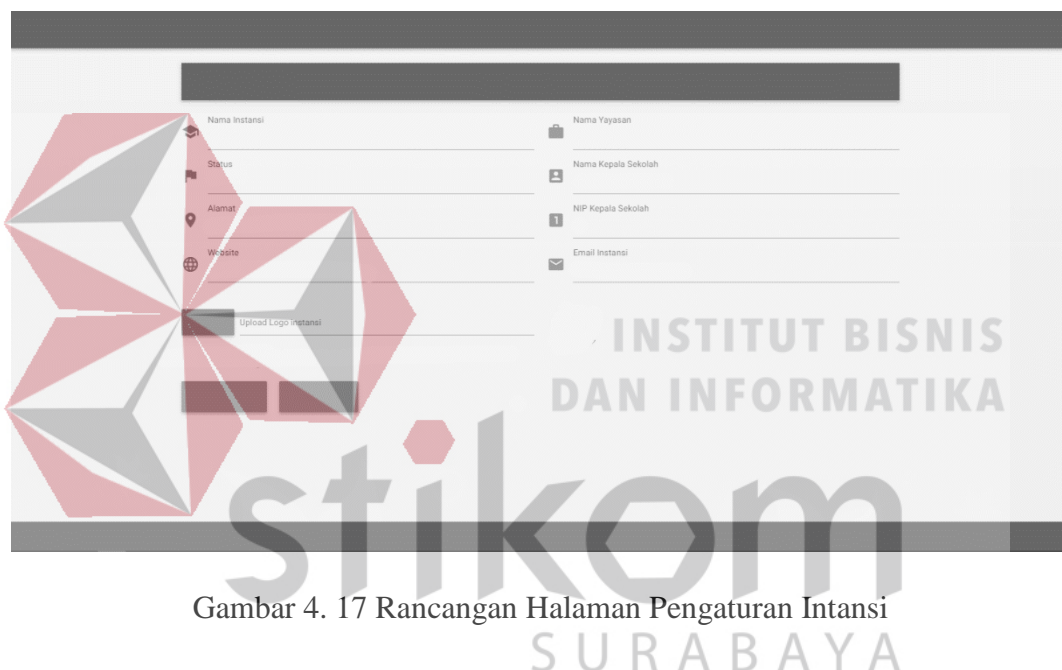 Nama Instansi
Nama Yayasan
Status
Nama Kepala Sekolah
Alamat
NIP Kepala Sekolah
1
Website
Email Instansi
Upload Logo instansi
INSTITUT BISNIS
DAN INFORMATIKA
stikom
SURABAYA
Gambar 4. 17 Rancangan Halaman Pengaturan Intansi